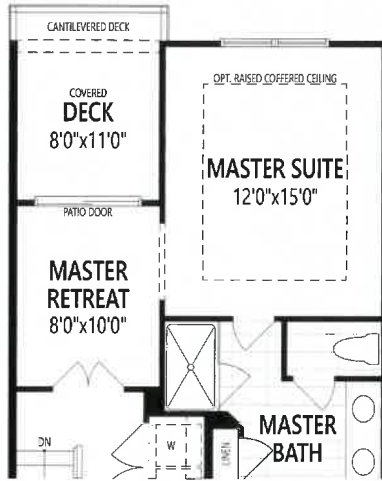 CANTILEVERED DECK
COVERED
DECK
8'0"x11'0"
OPT. RAISED COFFERED CEILING
MASTER SUITE
12'0"x15'0"
PATIO DOOR
MASTER
RETREAT
8'0"x10'0"
DN
W
LINEN
MASTER
BATH